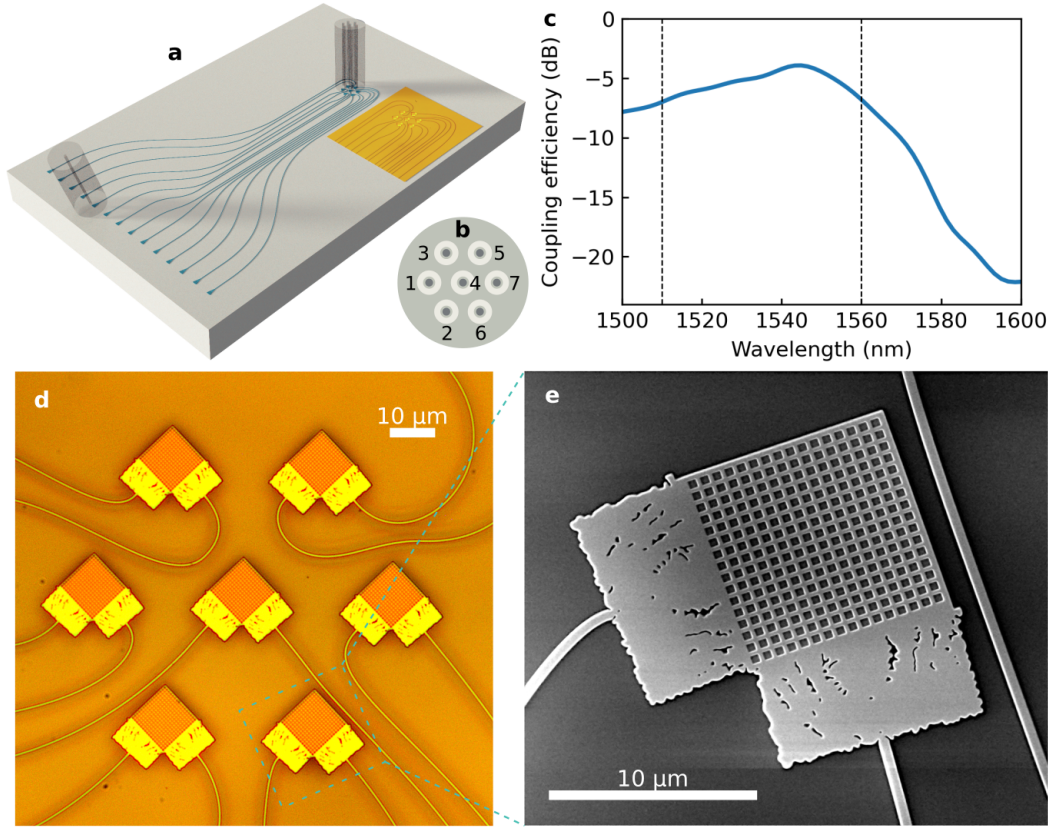 a
b
3 5
1 4 7
2 6
c
Coupling efficiency (dB)
0
−5
−10
−15
−20
1500 1520 1540 1560 1580 1600
Wavelength (nm)
d
10 μm
e
10 μm